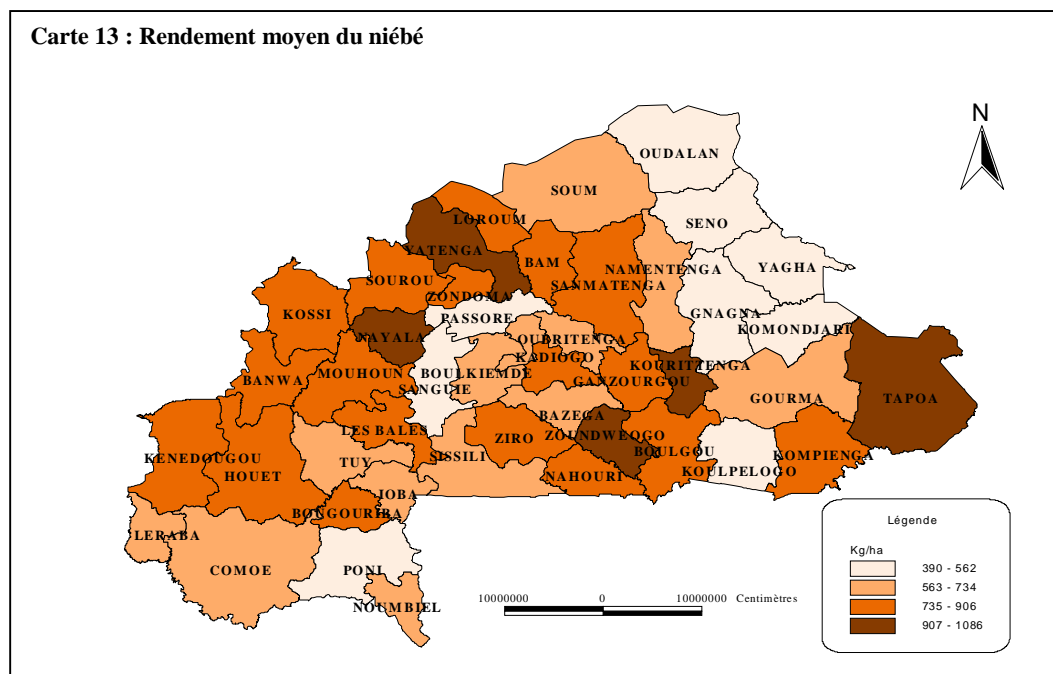 Carte 13 : Rendement moyen du niébé
N
OUDALAN
SOUM
SENO
LOROUM
YATENGA
BAM
NAMENTENGA
YAGHA
SOUROU
SANMATENGA
ZONDOMA
KOSSI
PASSORE
GNAGNA
KOMONDJARI
NAYALA
OUBRITENGA
KADIOGO
KOURITTENGA
BANWA
MOUHOUN
BOULKIEMDE
GANZOURGOU
SANGUIE
GOURMA
TAPOA
BAZEGA
LES BALES
ZIRO
ZOUNDWEOGO
KENEDOUGOU
TUY
SISSILI
BOULGOU
KOMPIENGA
HOUET
NAHOURI
KOULPELOGO
IOBA
BOUGOURIBA
LERABA
COMOE
PONI
NOUMBIEL
10000000 0 10000000 Centimètres
Légende
Kg/ha
390 - 562
563 - 734
735 - 906
907 - 1086